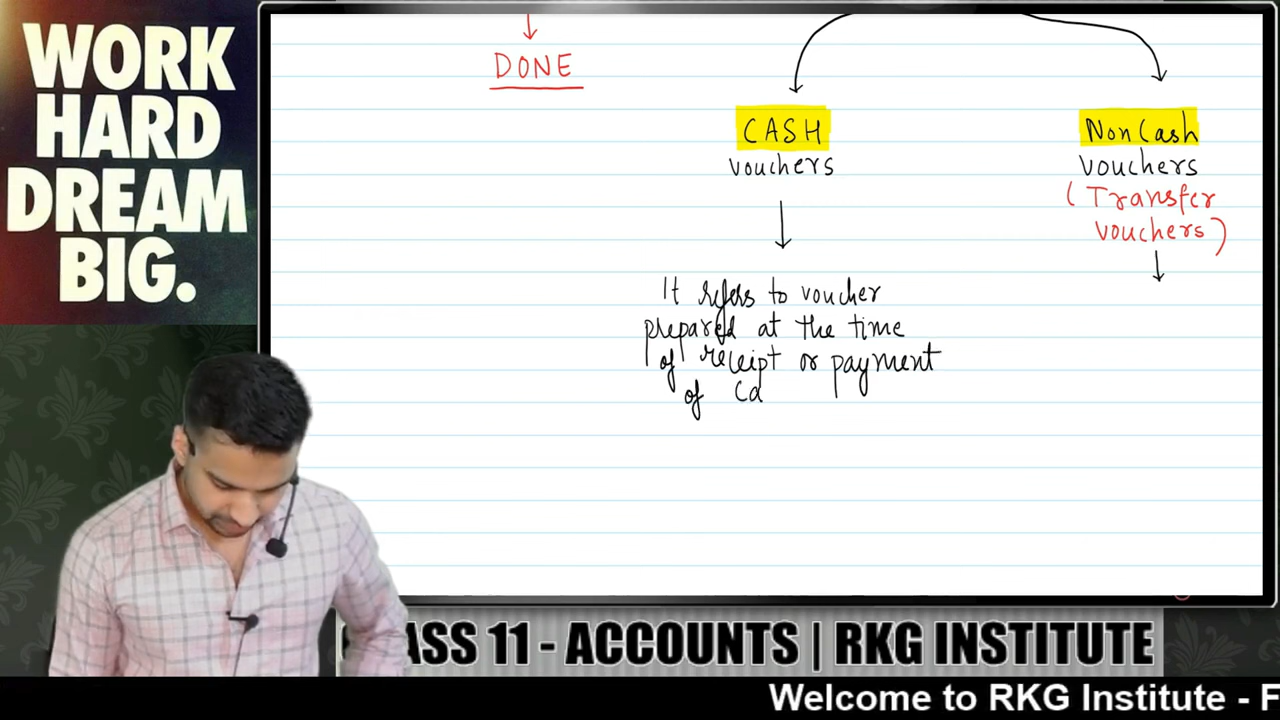 WORK
HARD
DREAM
BIG.
DONE
CASH
vouchers
Non Cash
vouchers
(Transfer
vouchers)
It refers to voucher
prepared at the time
of receipt or payment
of Ca
ASS 11 - ACCOUNTS | RKG INSTITUTE
Welcome to RKG Institute - F